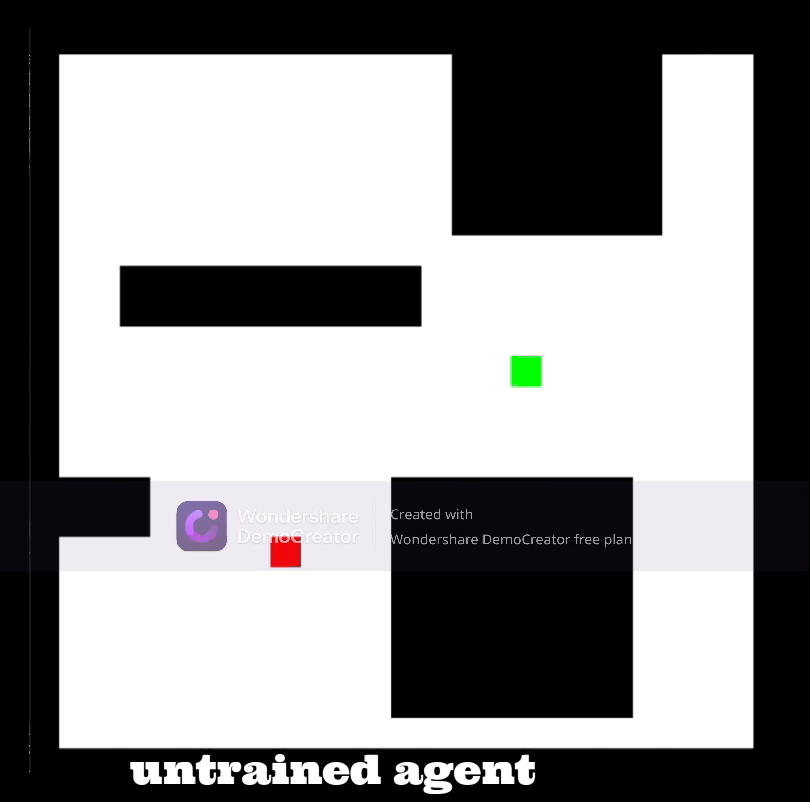 Wondershare
DemoCreator
Created with
Wondershare DemoCreator free plan
untrained agent